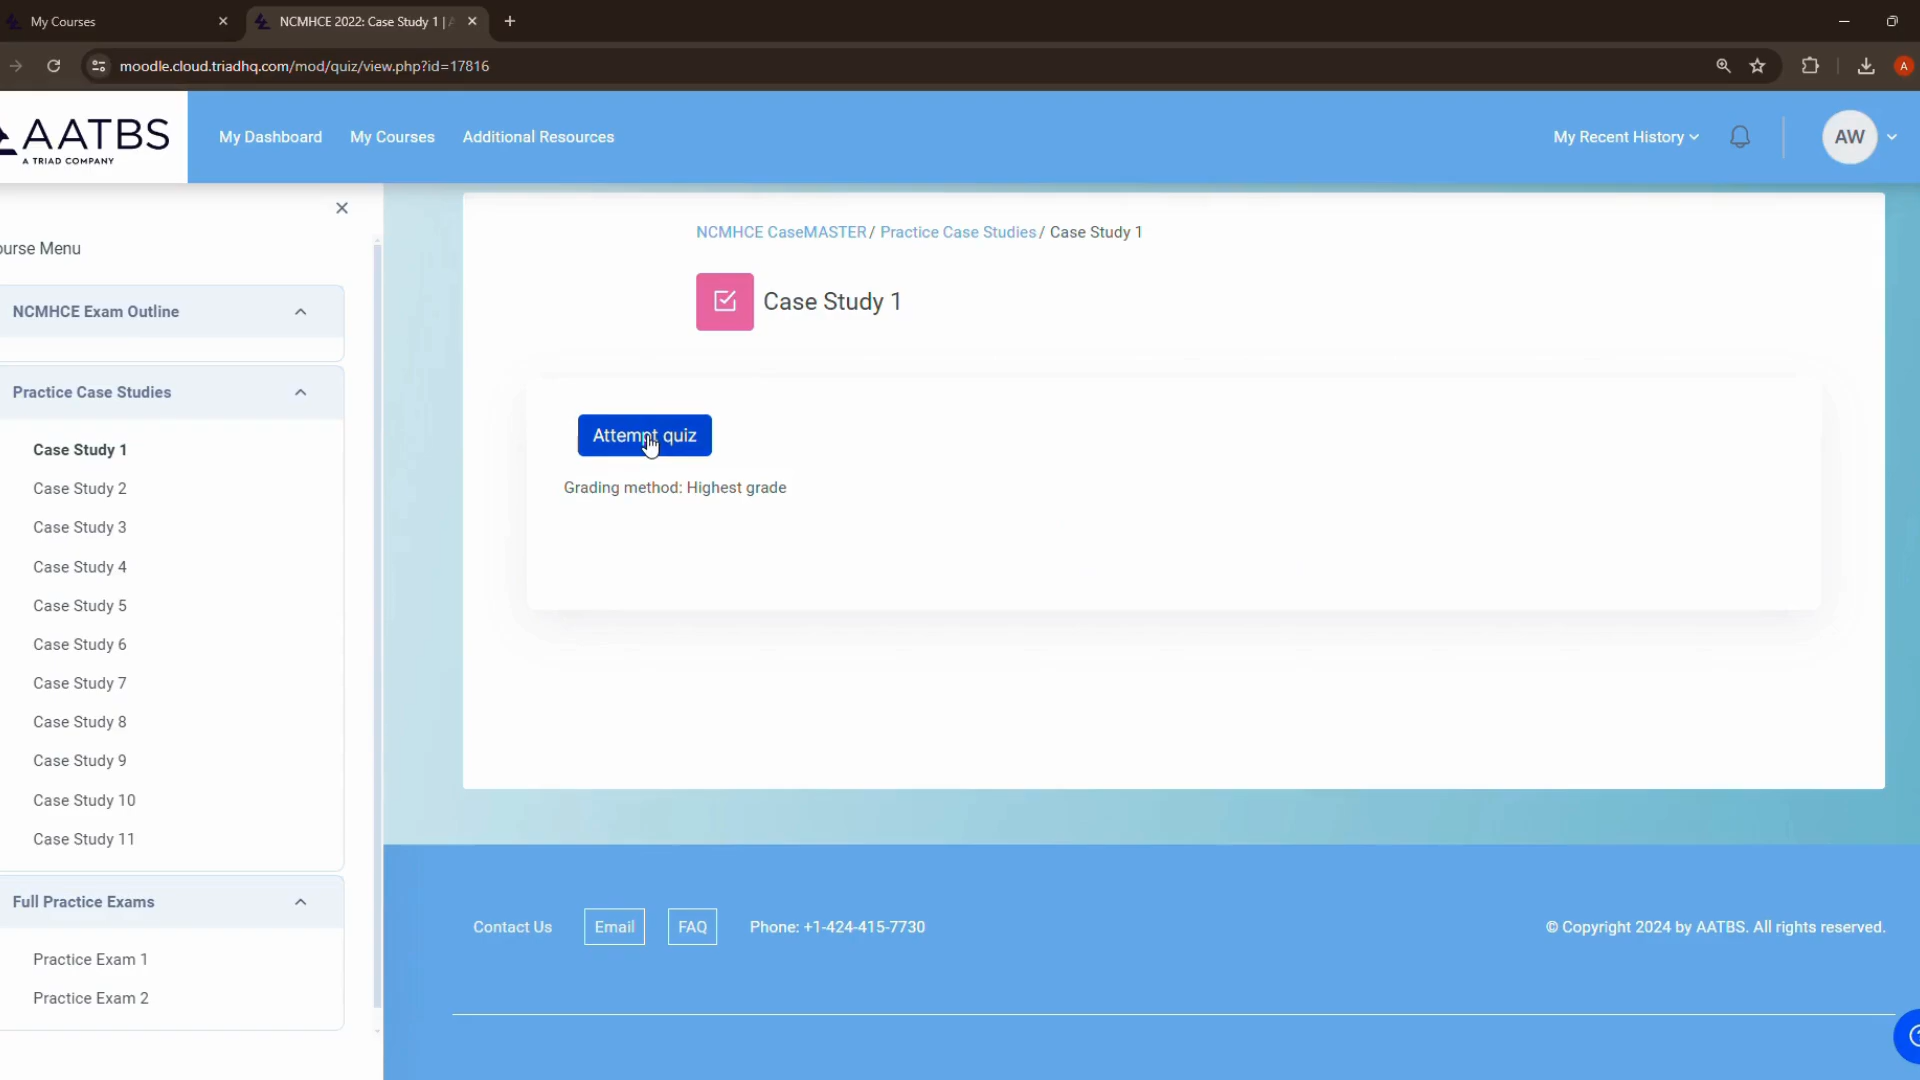 My Courses
NCMHCE 2022: Case Study 1 |
moodle.cloud.triadhq.com/mod/quiz/view.php?id=17816
A
AATBS
A TRIAD COMPANY
My Dashboard
My Courses
Additional Resources
My Recent History
AW
ourse Menu
NCMHCE Exam Outline
Practice Case Studies
Case Study 1
Case Study 2
Case Study 3
Case Study 4
Case Study 5
Case Study 6
Case Study 7
Case Study 8
Case Study 9
Case Study 10
Case Study 11
Full Practice Exams
Practice Exam 1
Practice Exam 2
NCMHCE CaseMASTER / Practice Case Studies / Case Study 1
Case Study 1
Attempt quiz
Grading method: Highest grade
Contact Us
Email
FAQ
Phone: +1-424-415-7730
© Copyright 2024 by AATBS. All rights reserved.